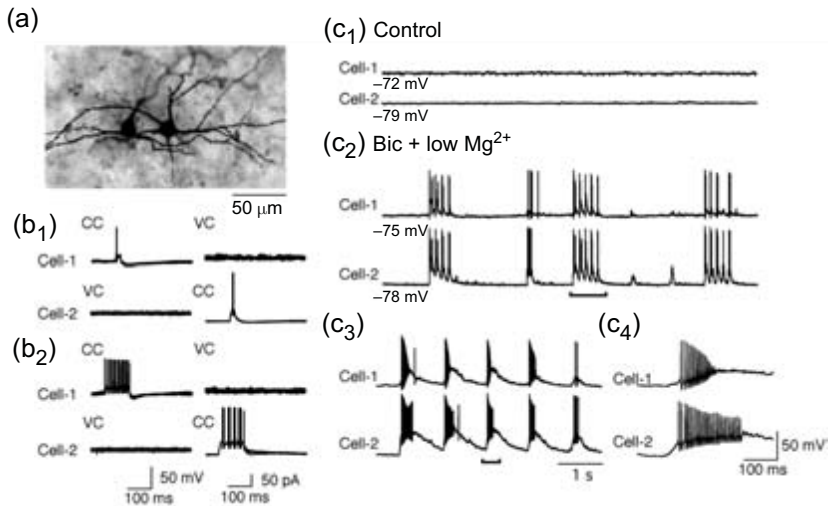 (a)
50 μm
(b1)
CC
VC
Cell-1
VC
CC
Cell-2
(b2)
CC
VC
Cell-1
VC
CC
Cell-2
50 mV
100 ms
50 pA
100 ms
(c1) Control
Cell-1
−72 mV
Cell-2
−79 mV
(c2) Bic + low Mg2+
Cell-1
−75 mV
Cell-2
−78 mV
(c3)
Cell-1
Cell-2
1 s
(c4)
Cell-1
Cell-2
50 mV
100 ms